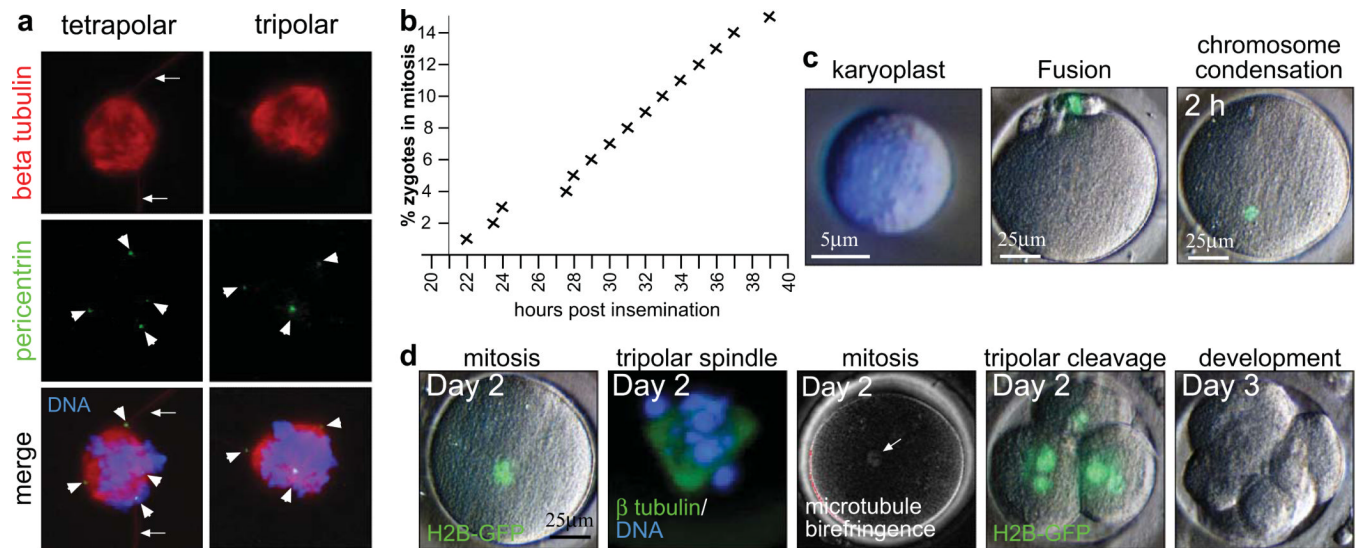 a
tetrapolar
tripolar
beta tubulin
pericentrin
merge
DNA
b
% zygotes in mitosis
14
12
10
8
6
4
2
20 22 24 26 28 30 32 34 36 38 40
hours post insemination
c
karyoplast
5µm
Fusion
25µm
chromosome
condensation
2 h
25µm
d
mitosis
Day 2
H2B-GFP
25µm
tripolar spindle
Day 2
β tubulin/
DNA
mitosis
Day 2
microtubule
birefringence
tripolar cleavage
Day 2
H2B-GFP
development
Day 3